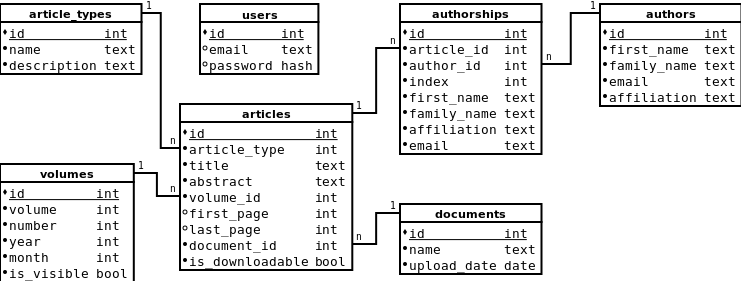 article_types
id int
name text
description text
1
n
users
id int
email text
password hash
authorships
id int
article_id int
author_id int
index int
first_name text
family_name text
affiliation text
email text
n
1
authors
id int
first_name text
family_name text
email text
affiliation text
1
n
articles
id int
article_type int
title text
abstract text
volume_id int
first_page int
last_page int
document_id int
is_downloadable bool
volumes
id int
volume int
number int
year int
month int
is_visible bool
1
n
documents
id int
name text
upload_date date
1
n